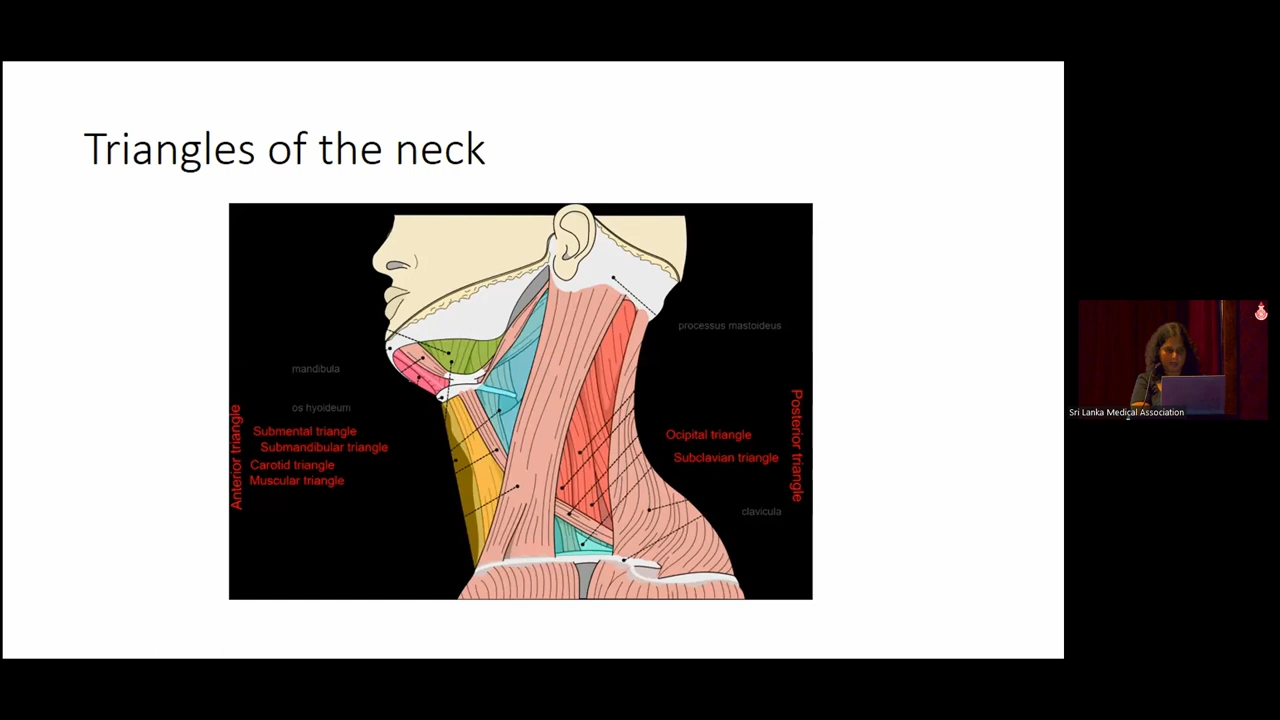 Triangles of the neck
processus mastoideus
mandibula
os hyoideum
Anterior triangle
Submental triangle
Submandibular triangle
Carotid triangle
Muscular triangle
Ocipital triangle
Subclavian triangle
Posterior triangle
clavicula
Sri Lanka Medical Association